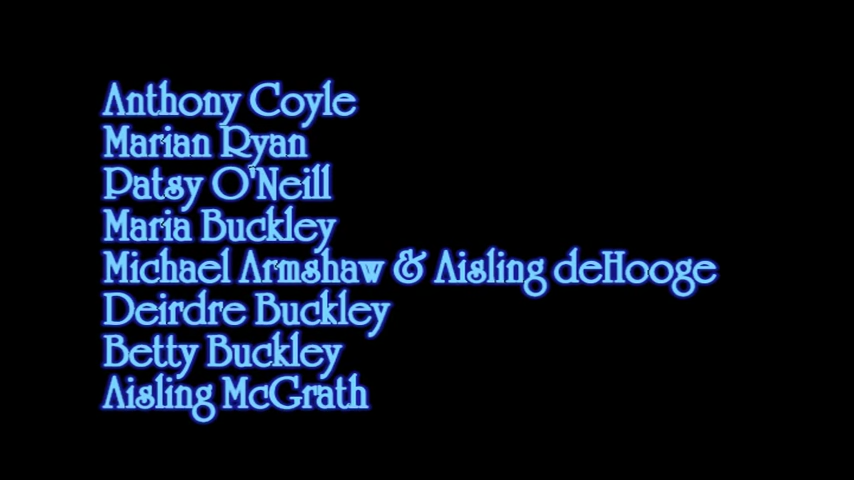 Anthony Coyle
Marian Ryan
Patsy O'Neill
Maria Buckley
Michael Armshaw & Aisling deHooge
Deirdre Buckley
Betty Buckley
Aisling McGrath